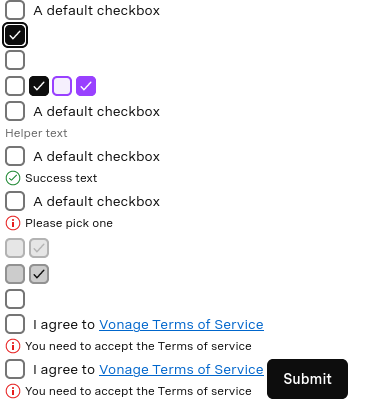 A default checkbox
A default checkbox
Helper text
A default checkbox
Success text
A default checkbox
Please pick one
I agree to Vonage Terms of Service
You need to accept the Terms of service
I agree to Vonage Terms of Service
You need to accept the Terms of service
Submit